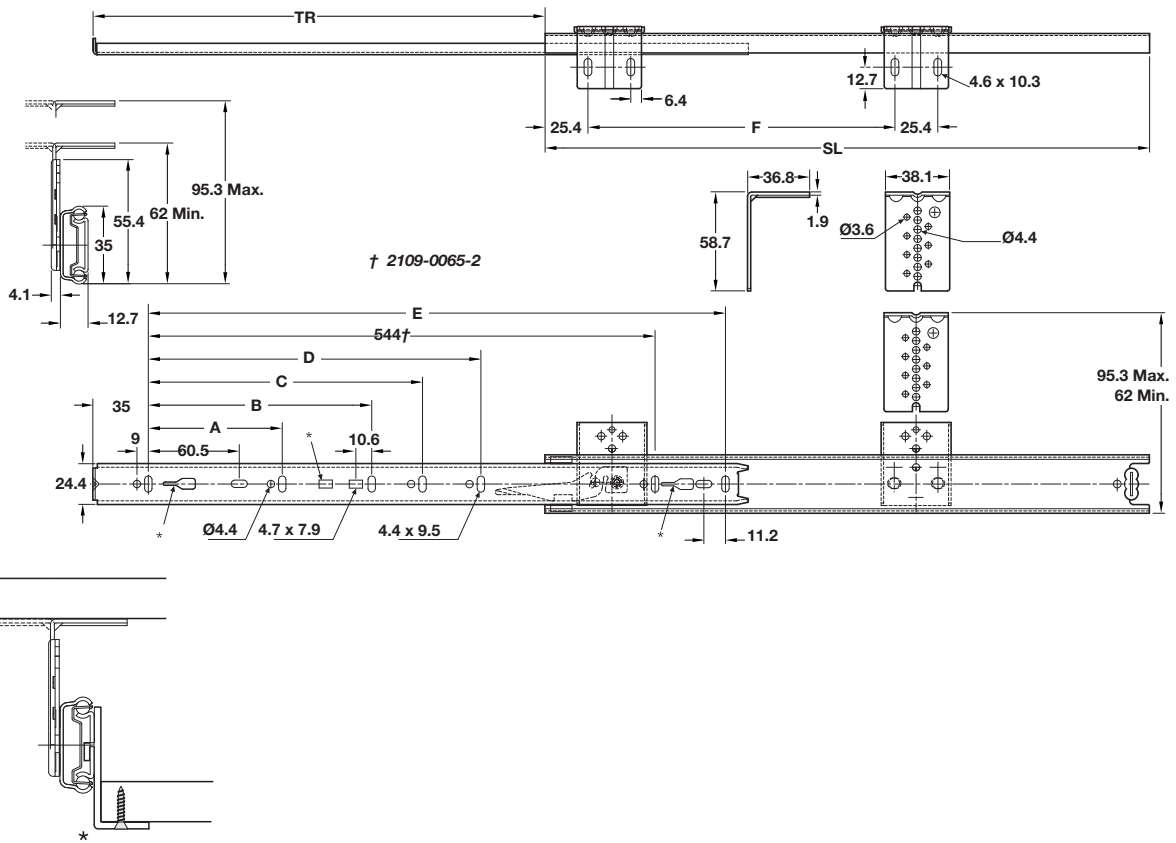 TR
12.7
4.6 x 10.3
6.4
25.4
F
25.4
SL
95.3 Max.
62 Min.
55.4
35
4.1
12.7
† 2109-0065-2
36.8
1.9
58.7
38.1
Ø3.6
Ø4.4
E
544†
D
C
35
B
A
9
60.5
*
10.6
24.4
*
Ø4.4
4.7 x 7.9
4.4 x 9.5
*
11.2
95.3 Max.
62 Min.
*